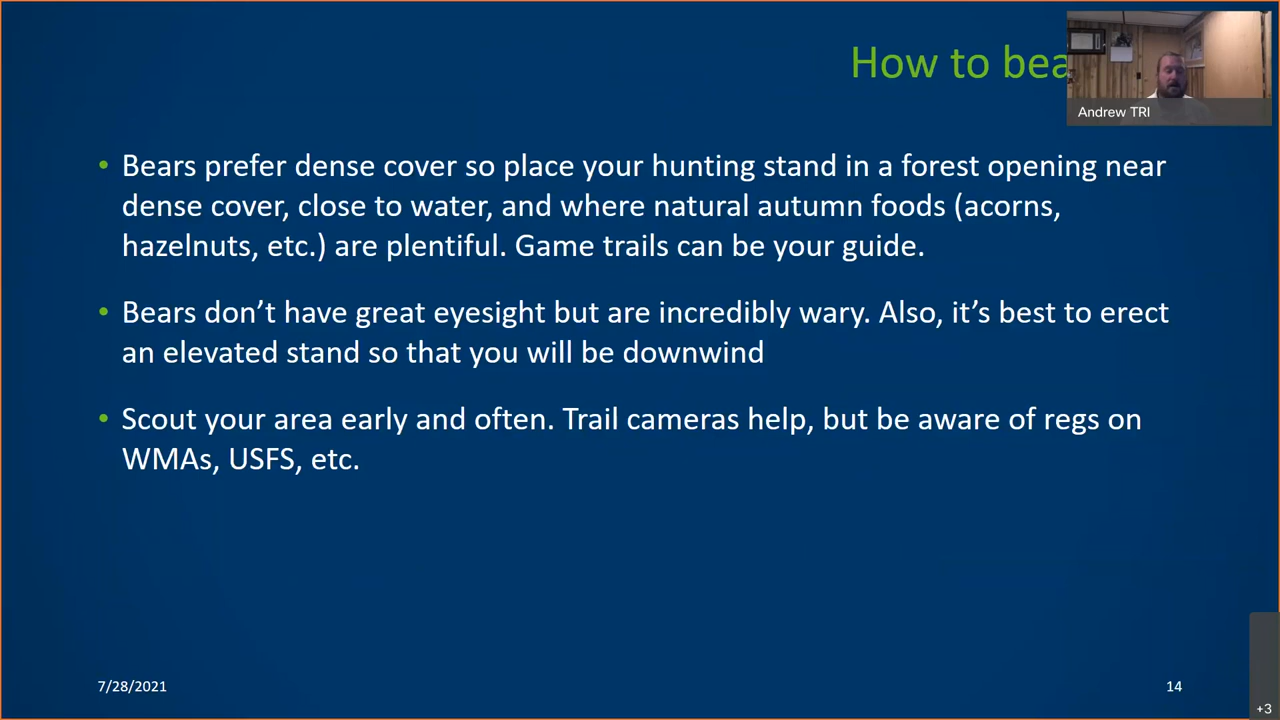 How to bea
Andrew TRI
• Bears prefer dense cover so place your hunting stand in a forest opening near
dense cover, close to water, and where natural autumn foods (acorns,
hazelnuts, etc.) are plentiful. Game trails can be your guide.
• Bears don’t have great eyesight but are incredibly wary. Also, it’s best to erect
an elevated stand so that you will be downwind
• Scout your area early and often. Trail cameras help, but be aware of regs on
WMAs, USFS, etc.
7/28/2021
14
+3